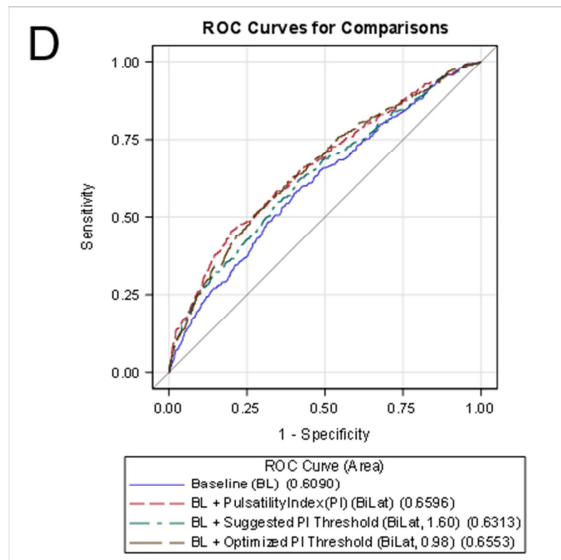 D
ROC Curves for Comparisons
1.00
0.75
0.50
0.25
0.00
Sensitivity
0.00 0.25 0.50 0.75 1.00
1 - Specificity
ROC Curve (Area)
Baseline (BL) (0.6090)
BL + PulsatilityIndex(PI) (BiLat) (0.6596)
BL + Suggested PI Threshold (BiLat, 1.60) (0.6313)
BL + Optimized PI Threshold (BiLat, 0.98) (0.6553)